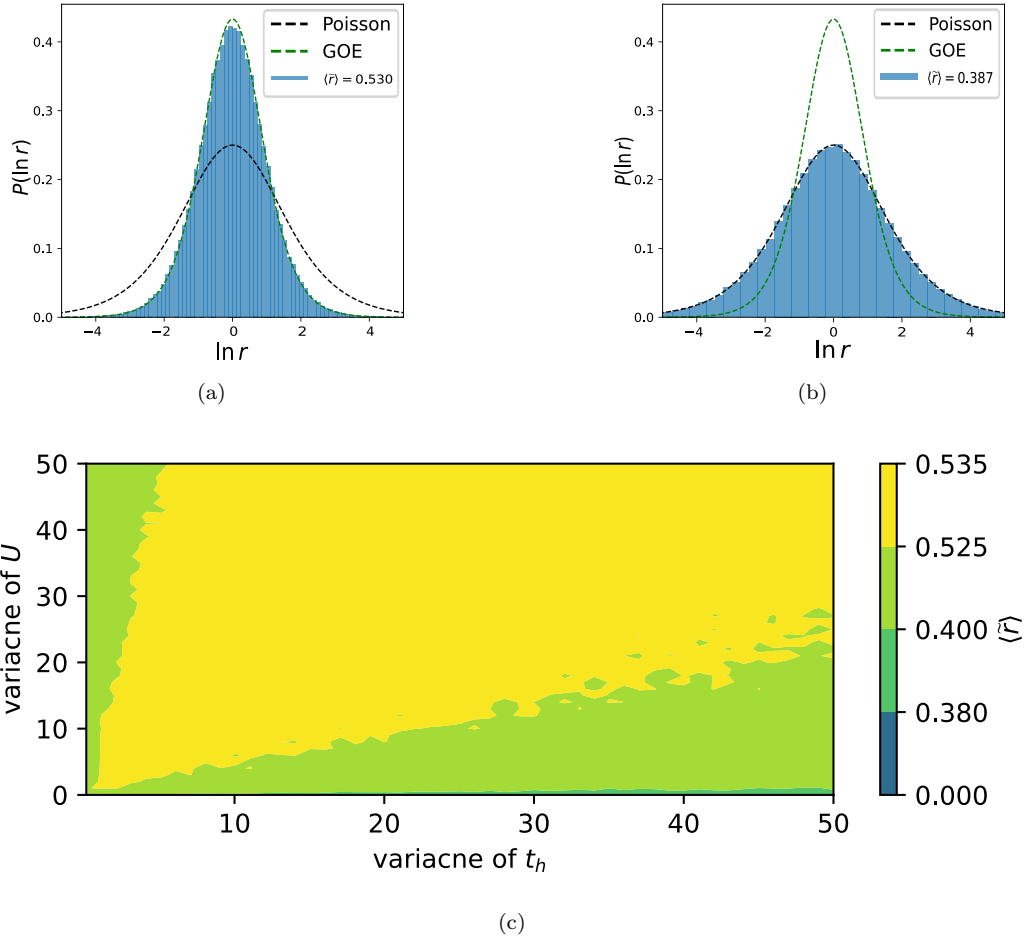 0.4
0.3
0.2
0.1
0.0
P(ln r)
−4
−2
0
2
4
ln r
Poisson
GOE
⟨r̃⟩ = 0.530
(a)
0.4
0.3
0.2
0.1
0.0
P(ln r)
−4
−2
0
2
4
ln r
Poisson
GOE
⟨r̃⟩ = 0.387
(b)
50
40
30
20
10
0
variacne of U
10
20
30
40
50
variacne of t_h
0.535
0.525
0.400
0.380
0.000
⟨r̃⟩
(c)